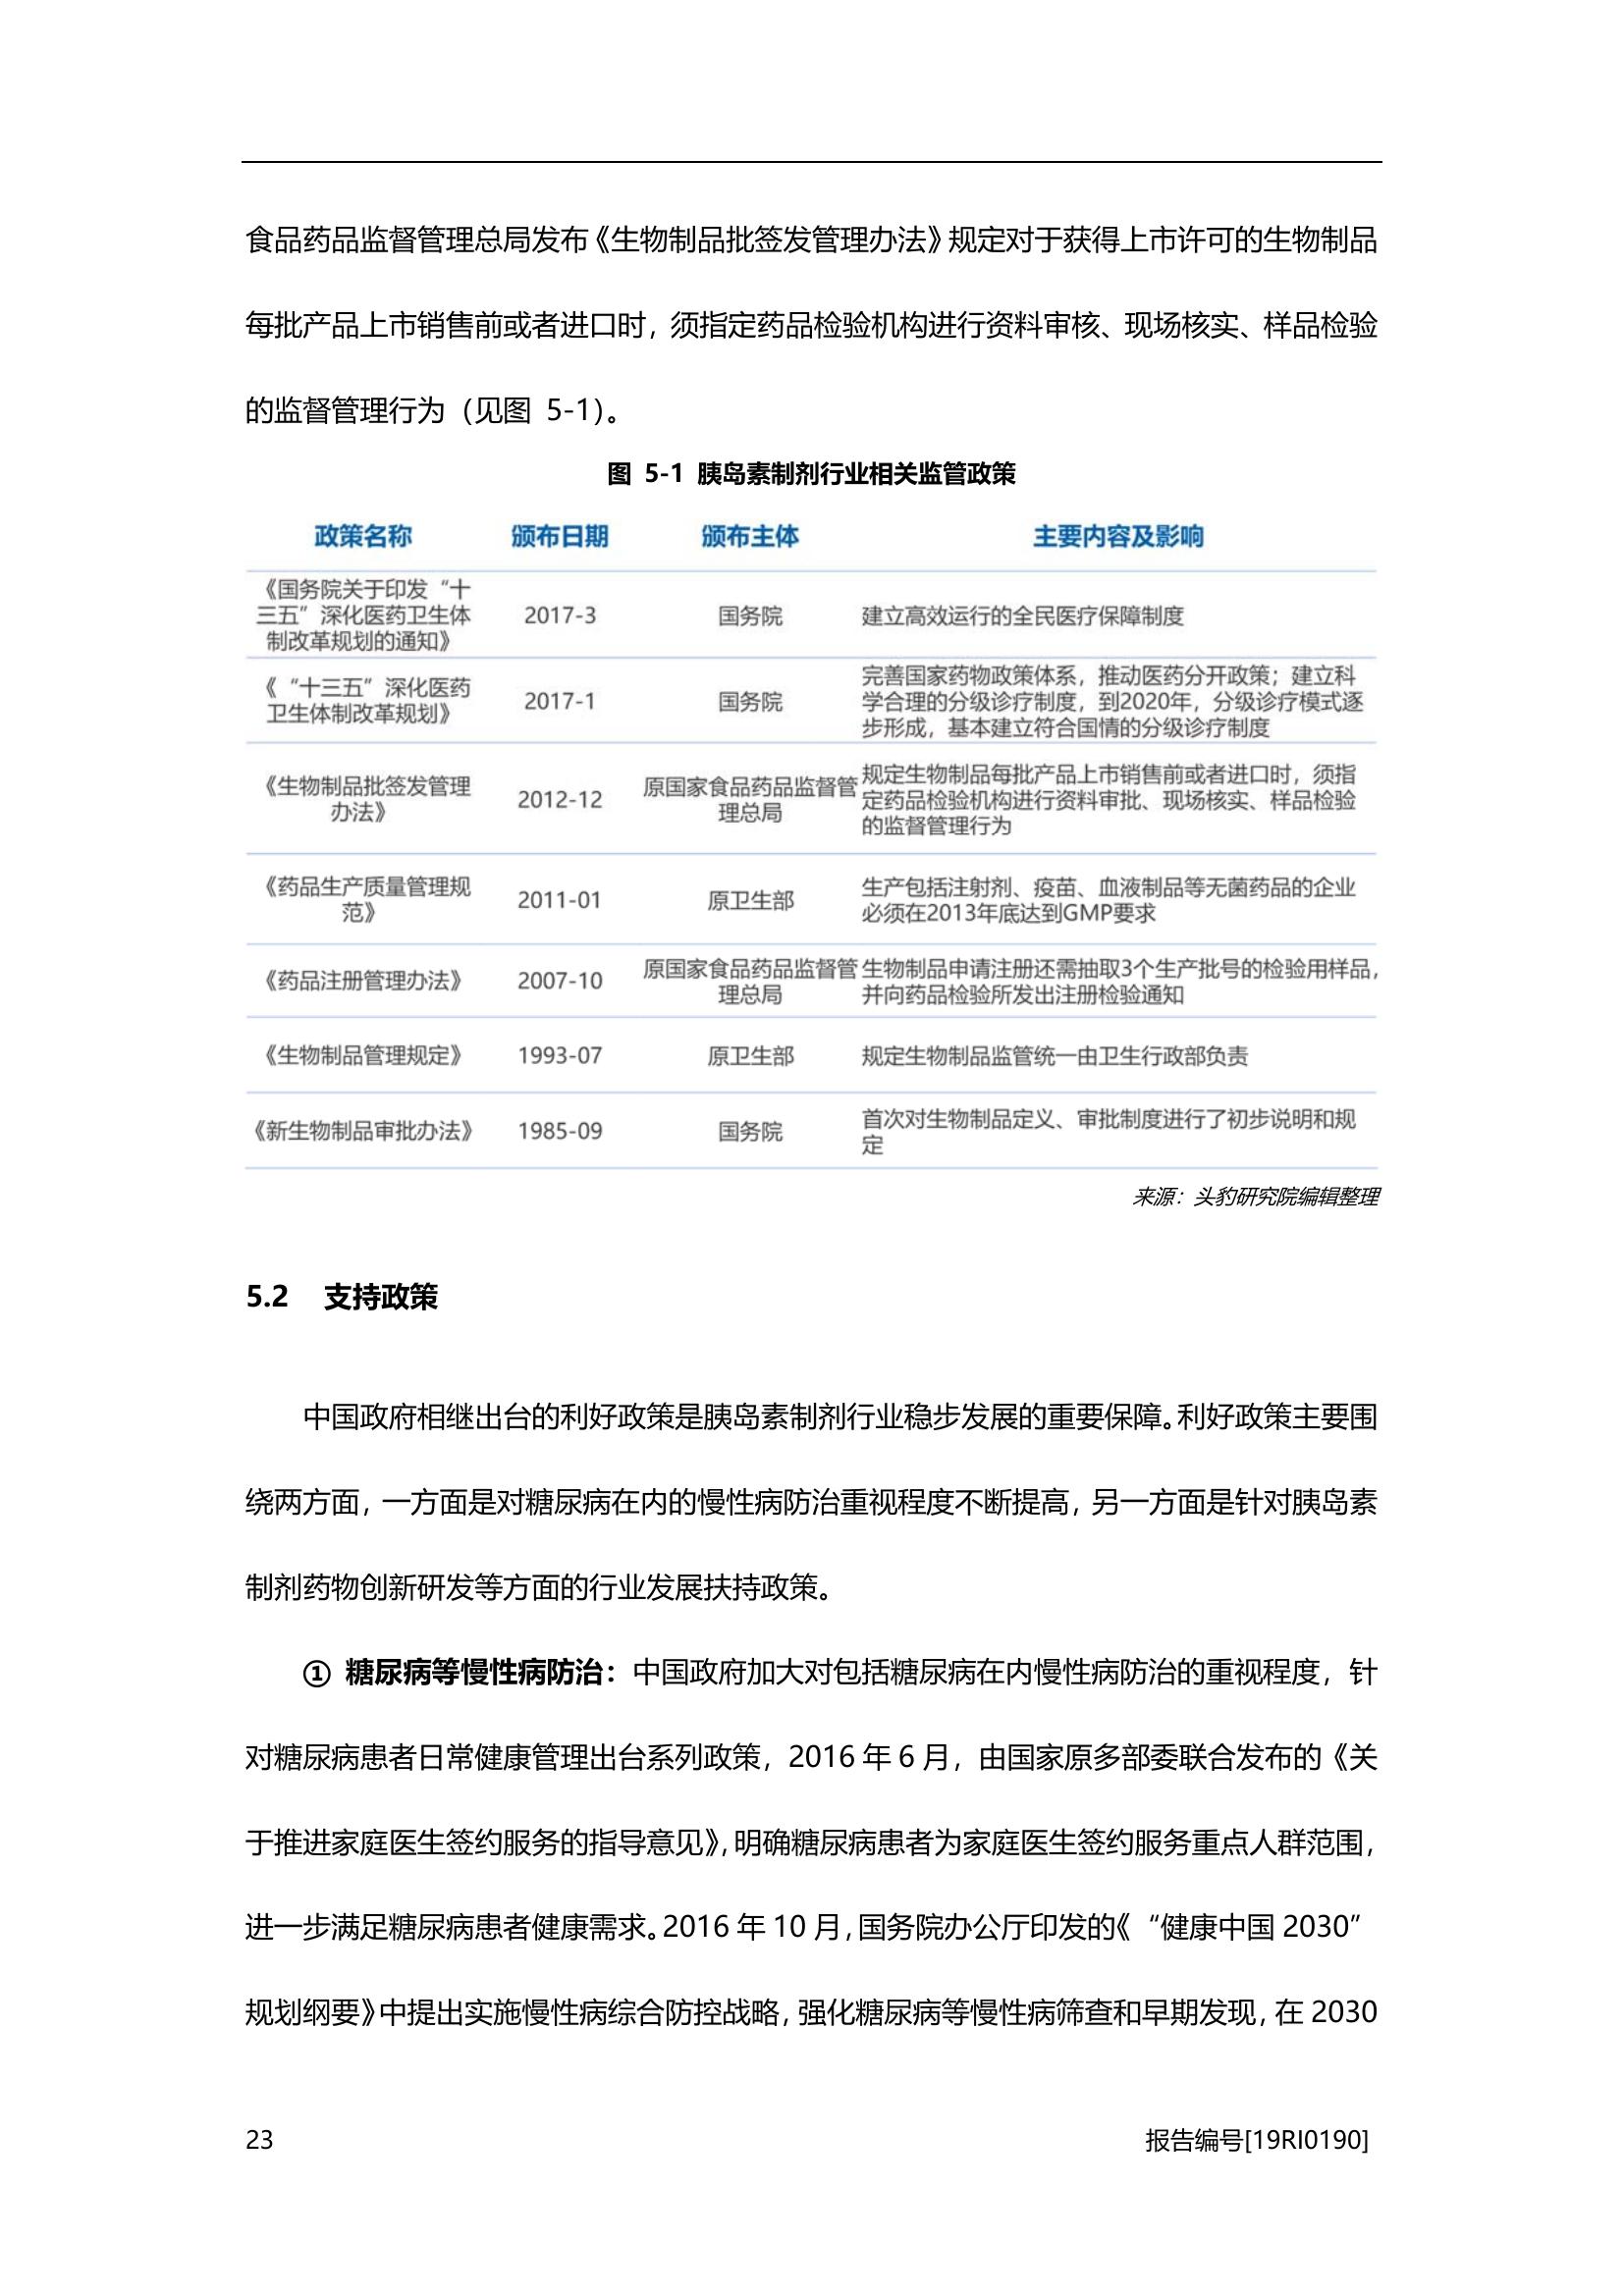 食品药品监督管理总局发布《生物制品批签发管理办法》规定对于获得上市许可的生物制品
每批产品上市销售前或者进口时，须指定药品检验机构进行资料审核、现场核实、样品检验
的监督管理行为（见图 5-1）。
图 5-1 胰岛素制剂行业相关监管政策
政策名称 颁布日期 颁布主体 主要内容及影响
《国务院关于印发“十
三五”深化医药卫生体
制改革规划的通知》
2017-3
国务院
建立高效运行的全民医疗保障制度
《“十三五”深化医药
卫生体制改革规划》
2017-1
国务院
完善国家药物政策体系，推动医药分开政策；建立科
学合理的分级诊疗制度，到2020年，分级诊疗模式逐
步形成，基本建立符合国情的分级诊疗制度
《生物制品批签发管理
办法》
2012-12
原国家食品药品监督管
理总局
规定生物制品每批产品上市销售前或者进口时，须指
定药品检验机构进行资料审批、现场核实、样品检验
的监督管理行为
《药品生产质量管理规
范》
2011-01
原卫生部
生产包括注射剂、疫苗、血液制品等无菌药品的企业
必须在2013年底达到GMP要求
《药品注册管理办法》
2007-10
原国家食品药品监督管
理总局
生物制品申请注册还需抽取3个生产批号的检验用样品，
并向药品检验所发出注册检验通知
《生物制品管理规定》
1993-07
原卫生部
规定生物制品监管统一由卫生行政部负责
《新生物制品审批办法》
1985-09
国务院
首次对生物制品定义、审批制度进行了初步说明和规
定
来源：头豹研究院编辑整理
5.2 支持政策
中国政府相继出台的利好政策是胰岛素制剂行业稳步发展的重要保障。利好政策主要围
绕两方面，一方面是对糖尿病在内的慢性病防治重视程度不断提高，另一方面是针对胰岛素
制剂药物创新研发等方面的行业发展扶持政策。
① 糖尿病等慢性病防治：中国政府加大对包括糖尿病在内慢性病防治的重视程度，针
对糖尿病患者日常健康管理出台系列政策，2016 年 6 月，由国家原多部委联合发布的《关
于推进家庭医生签约服务的指导意见》，明确糖尿病患者为家庭医生签约服务重点人群范围，
进一步满足糖尿病患者健康需求。2016 年 10 月，国务院办公厅印发的《“健康中国 2030”
规划纲要》中提出实施慢性病综合防控战略，强化糖尿病等慢性病筛查和早期发现，在 2030
23
报告编号[19RI0190]